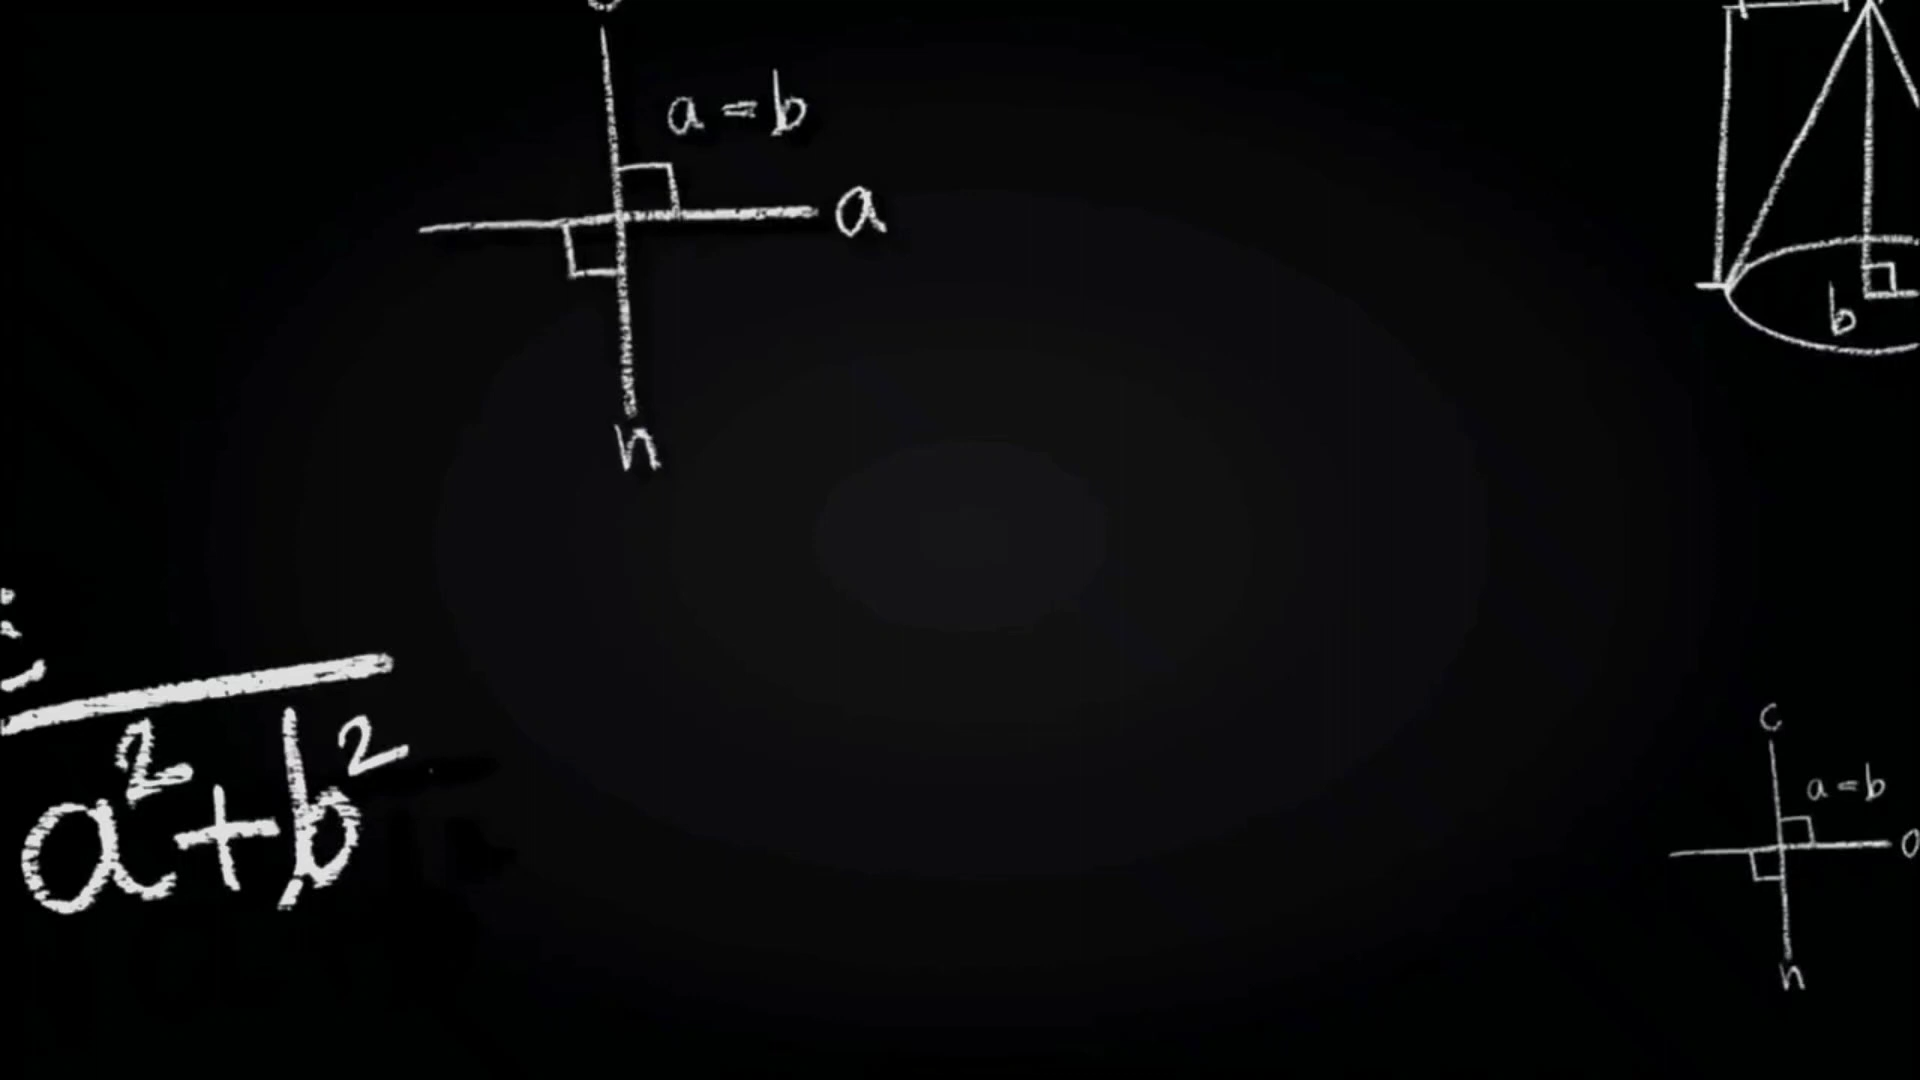 a = b
a
n
b
a²+b²
c
a = b
n